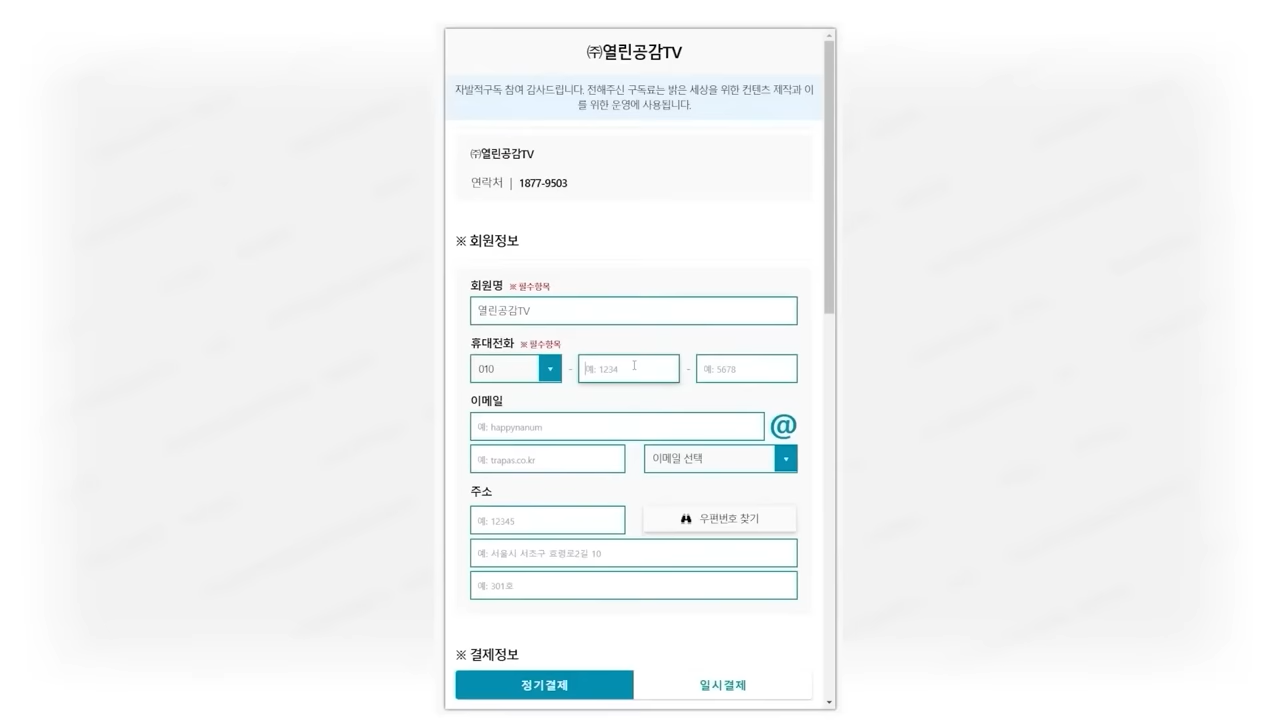 ㈜열린공감TV
자발적구독 참여 감사드립니다. 전해주신 구독료는 밝은 세상을 위한 컨텐츠 제작과 이
를 위한 운영에 사용됩니다.
㈜열린공감TV
연락처 | 1877-9503
※ 회원정보
회원명 ※ 필수항목
열린공감TV
휴대전화 ※ 필수항목
010 - 예: 1234 - 예: 5678
이메일
예: happynanum @
예: trapas.co.kr 이메일 선택
주소
예: 12345 우편번호 찾기
예: 서울시 서초구 효령로2길 10
예: 301호
※ 결제정보
정기결제 일시결제